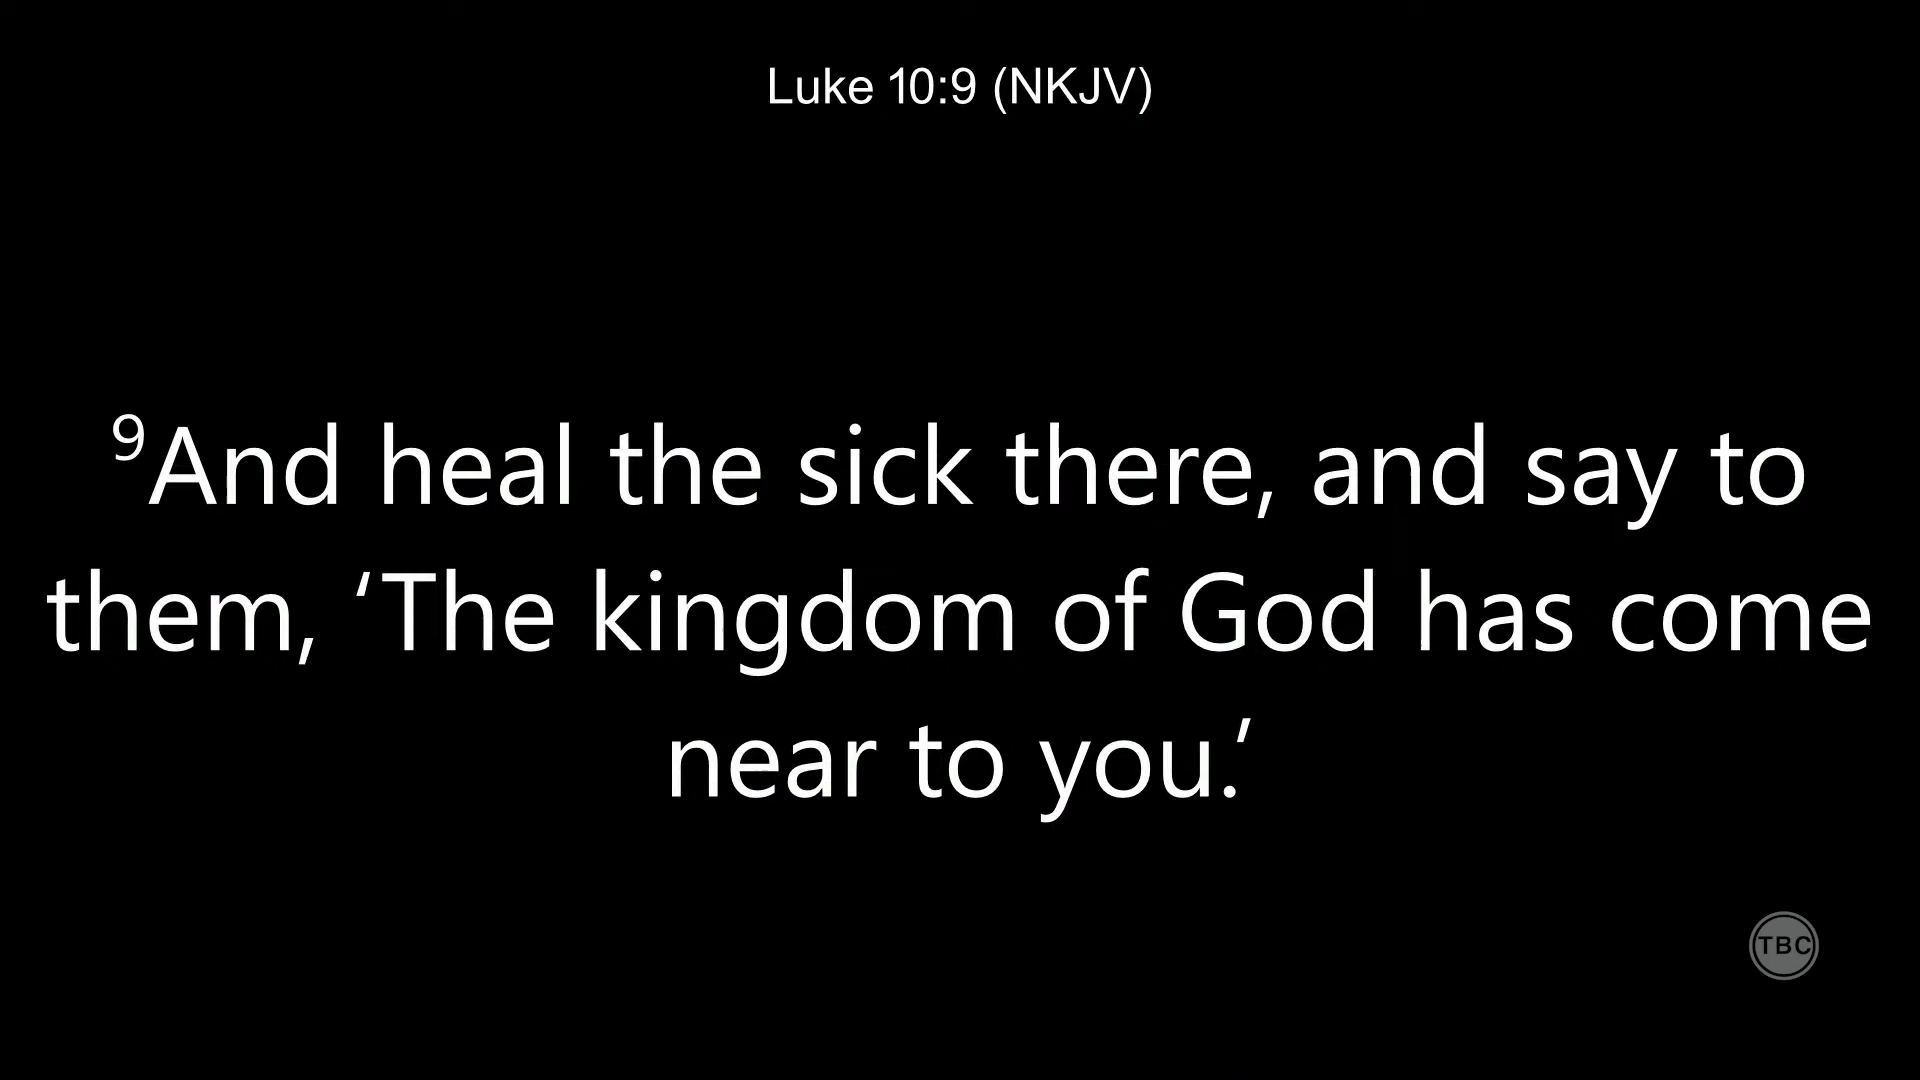 Luke 10:9 (NKJV)
⁹And heal the sick there, and say to
them, ‘The kingdom of God has come
near to you.’
TBC